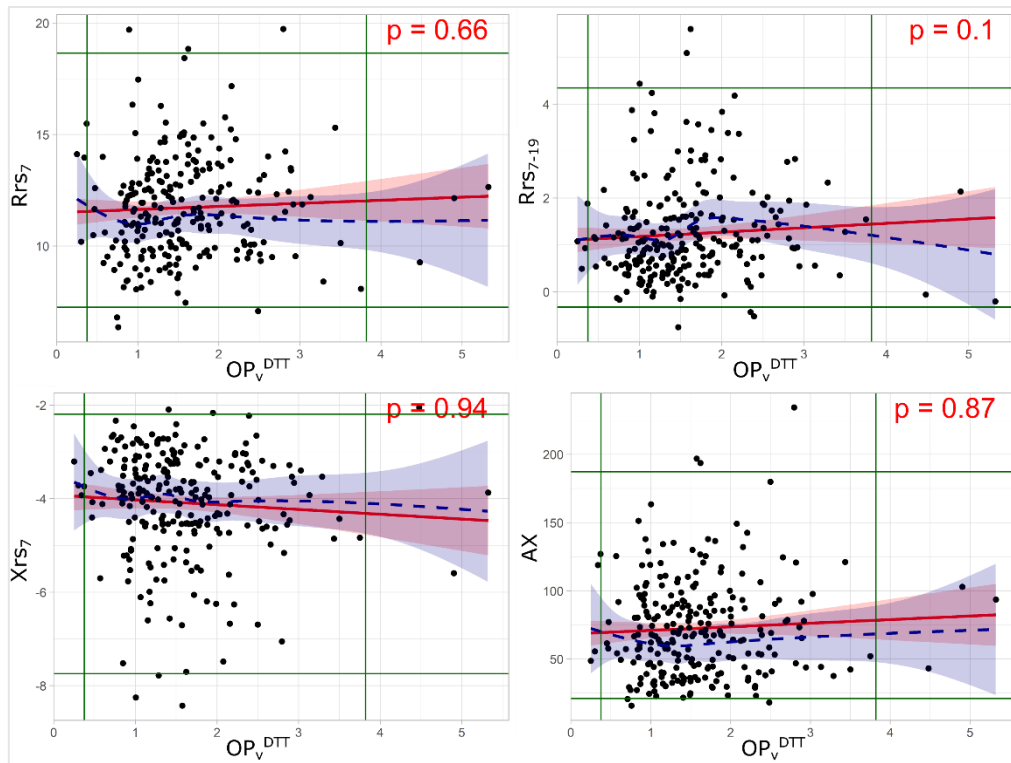 p = 0.66
Rrs7
20
15
10
0 1 2 3 4 5
OPvDTT
p = 0.1
Rrs7-19
4
2
0
0 1 2 3 4 5
OPvDTT
p = 0.94
Xrs7
-2
-4
-6
-8
0 1 2 3 4 5
OPvDTT
p = 0.87
AX
200
150
100
50
0 1 2 3 4 5
OPvDTT